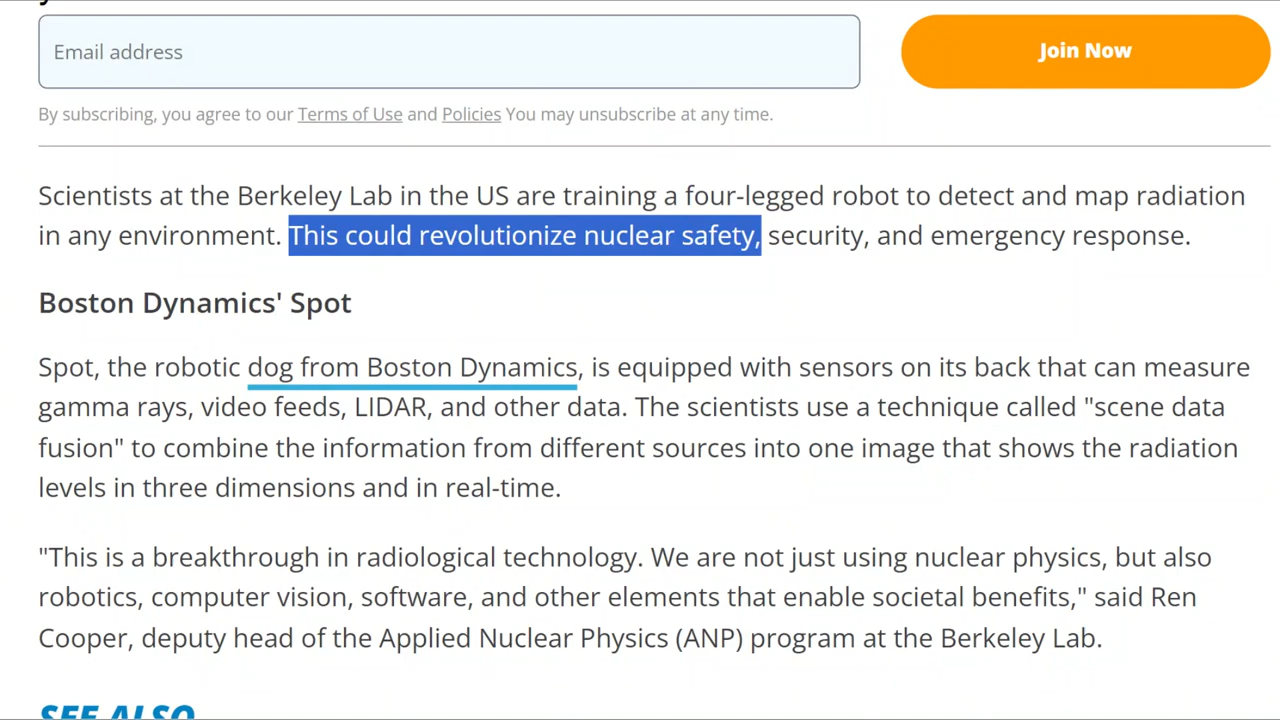 Email address
Join Now
By subscribing, you agree to our Terms of Use and Policies You may unsubscribe at any time.
Scientists at the Berkeley Lab in the US are training a four-legged robot to detect and map radiation
in any environment. This could revolutionize nuclear safety, security, and emergency response.
Boston Dynamics' Spot
Spot, the robotic dog from Boston Dynamics, is equipped with sensors on its back that can measure
gamma rays, video feeds, LIDAR, and other data. The scientists use a technique called "scene data
fusion" to combine the information from different sources into one image that shows the radiation
levels in three dimensions and in real-time.
"This is a breakthrough in radiological technology. We are not just using nuclear physics, but also
robotics, computer vision, software, and other elements that enable societal benefits," said Ren
Cooper, deputy head of the Applied Nuclear Physics (ANP) program at the Berkeley Lab.
SEE ALSO